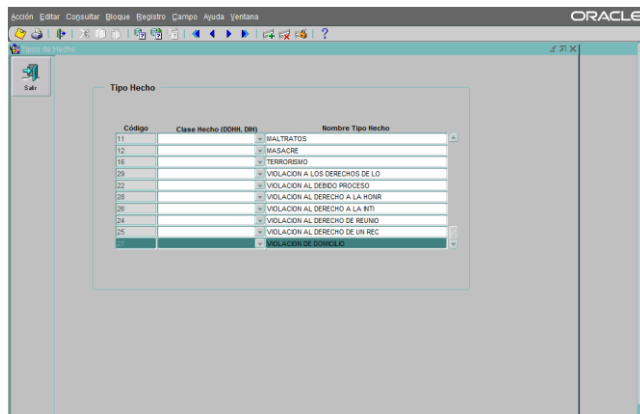 Acción Editar Consultar Bloque Registro Campo Ayuda Ventana
ORACLE
Tipos de Hecho
Salir
Tipo Hecho
Código Clase Hecho (DDHH, DIH) Nombre Tipo Hecho
11 MALTRATOS
12 MASACRE
16 TERRORISMO
29 VIOLACION A LOS DERECHOS DE LO
22 VIOLACION AL DEBIDO PROCESO
28 VIOLACION AL DERECHO A LA HONR
26 VIOLACION AL DERECHO A LA INTI
24 VIOLACION AL DERECHO DE REUNIO
25 VIOLACION AL DERECHO DE UN REC
VIOLACION DE DOMICILIO